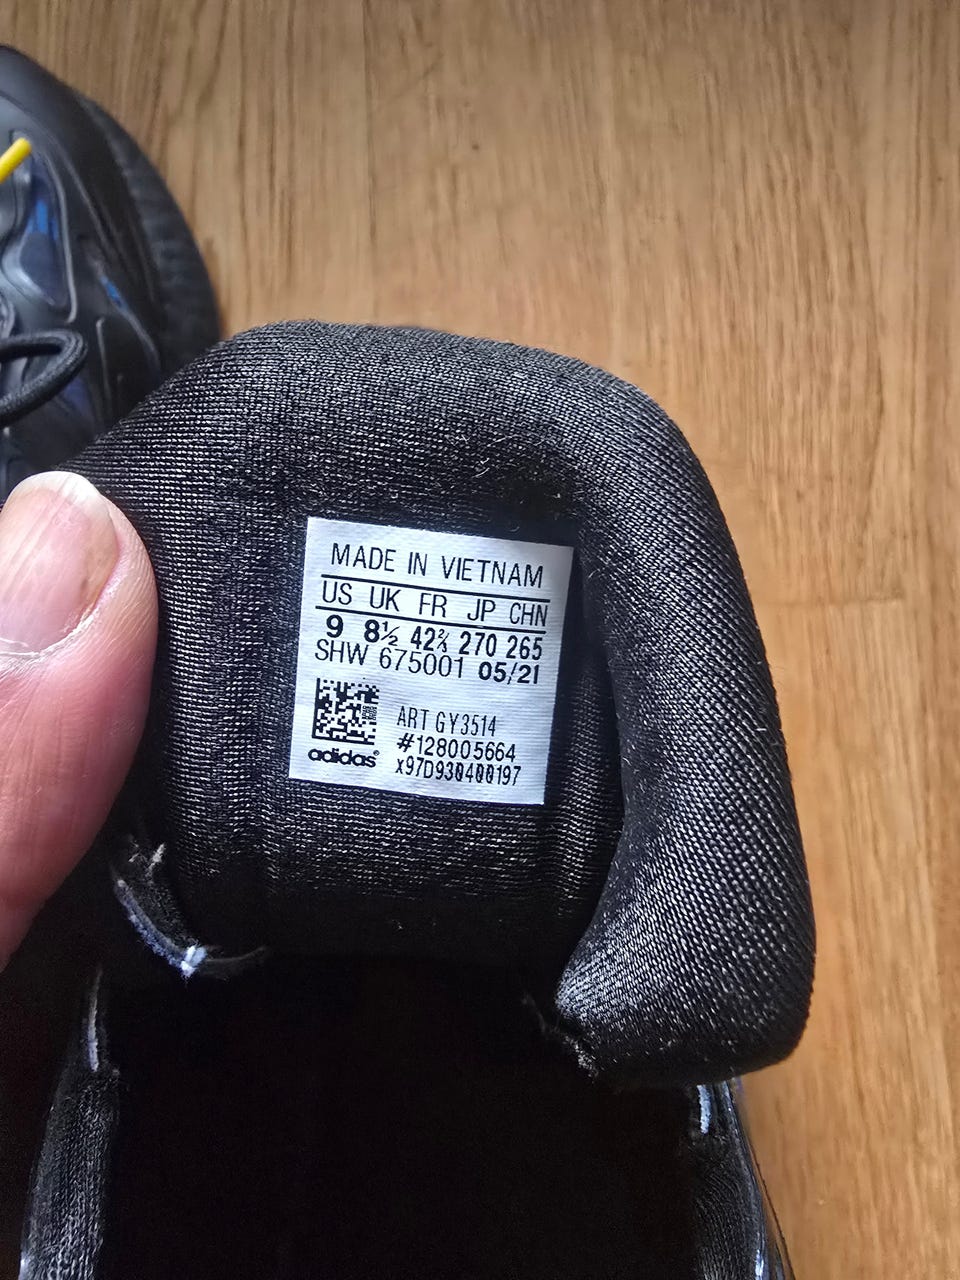 MADE IN VIETNAM
US UK FR JP CHN
9 8½ 42⅔ 270 265
SHW 675001 05/21
ART GY3514
#128005664
adidas®
x97D930400197